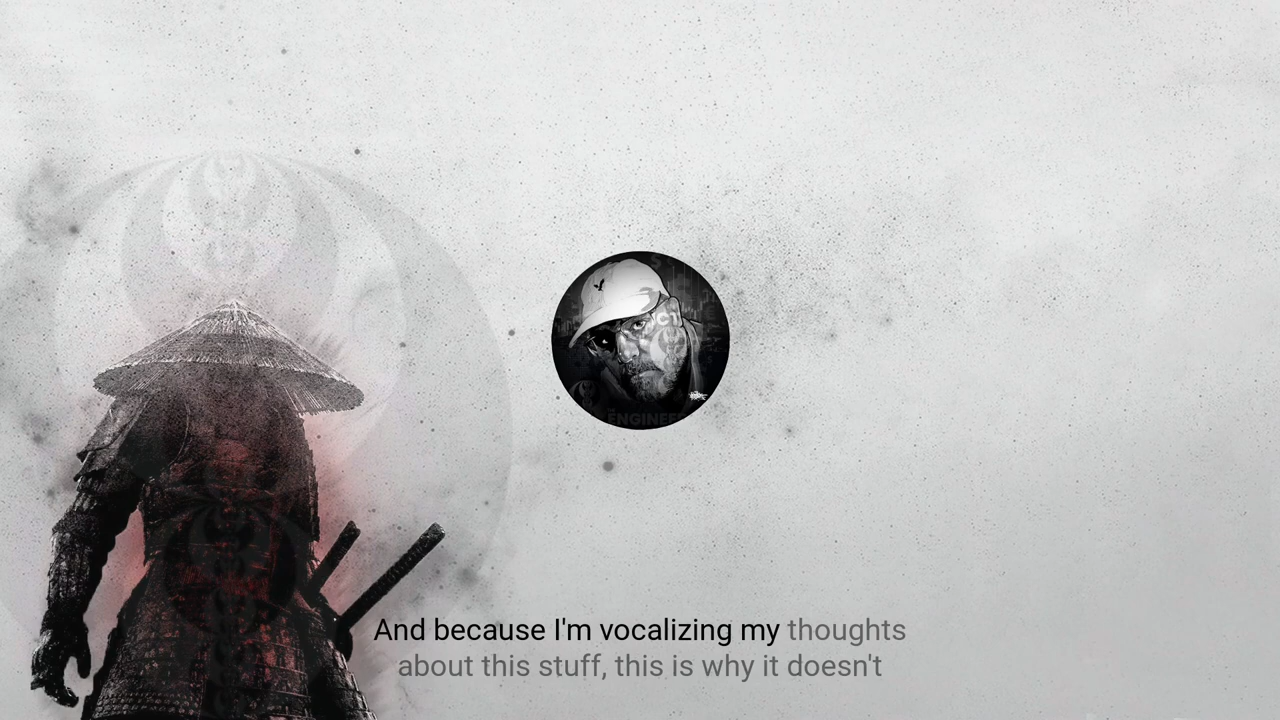 And because I'm vocalizing my thoughts
about this stuff, this is why it doesn't